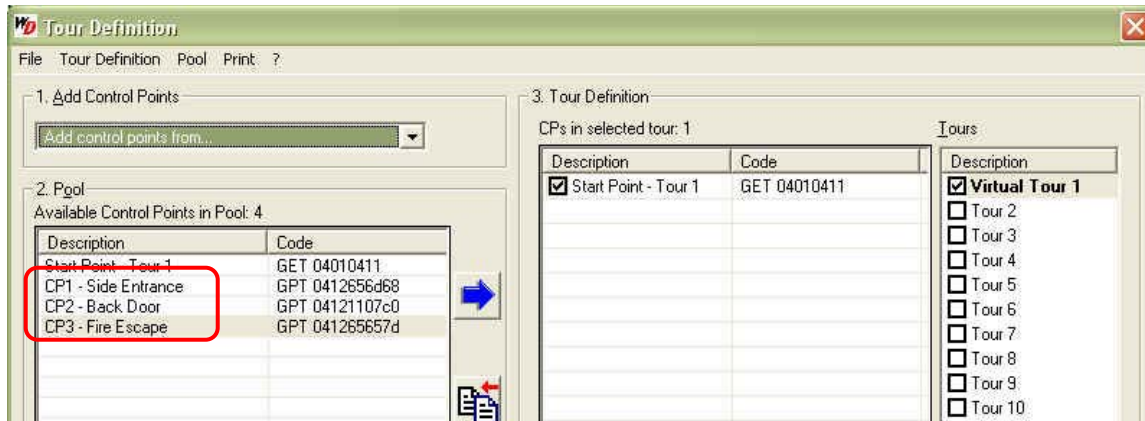 WD Tour Definition
File Tour Definition Pool Print ?
1. Add Control Points
Add control points from...
2. Pool
Available Control Points in Pool: 4
Description Code
Start Point - Tour 1 GET 04010411
CP1 - Side Entrance GPT 0412656d68
CP2 - Back Door GPT 04121107c0
CP3 - Fire Escape GPT 041265657d
3. Tour Definition
CPs in selected tour: 1
Description Code
Start Point - Tour 1 GET 04010411
Tours
Description
Virtual Tour 1
Tour 2
Tour 3
Tour 4
Tour 5
Tour 6
Tour 7
Tour 8
Tour 9
Tour 10